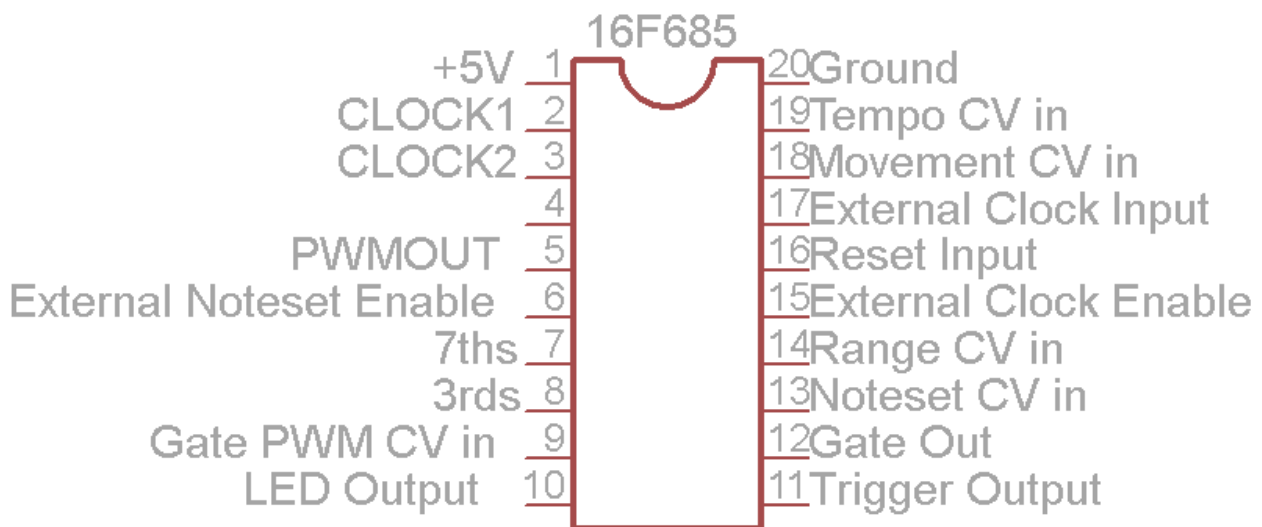 16F685
+5V 1 20 Ground
CLOCK1 2 19 Tempo CV in
CLOCK2 3 18 Movement CV in
4 17 External Clock Input
PWMOUT 5 16 Reset Input
External Noteset Enable 6 15 External Clock Enable
7ths 7 14 Range CV in
3rds 8 13 Noteset CV in
Gate PWM CV in 9 12 Gate Out
LED Output 10 11 Trigger Output